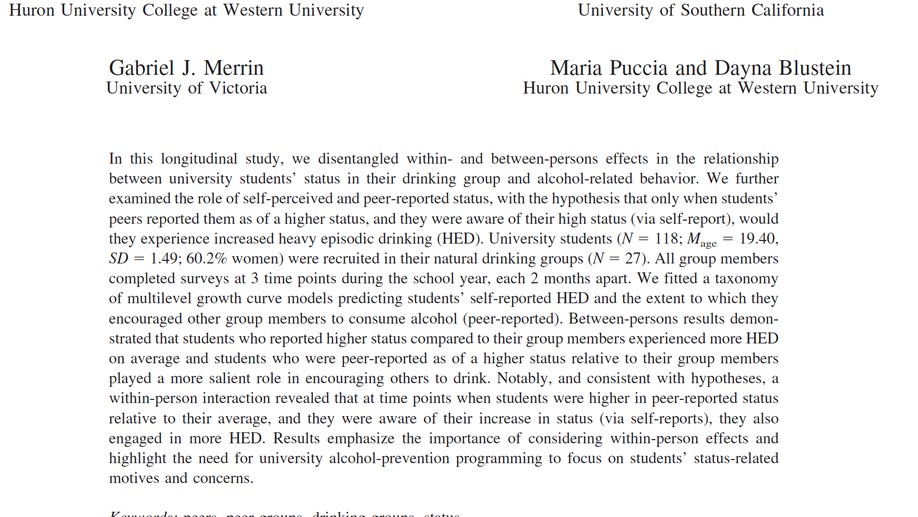 Huron University College at Western University
University of Southern California
Gabriel J. Merrin
University of Victoria
Maria Puccia and Dayna Blustein
Huron University College at Western University
In this longitudinal study, we disentangled within- and between-persons effects in the relationship
between university students’ status in their drinking group and alcohol-related behavior. We further
examined the role of self-perceived and peer-reported status, with the hypothesis that only when students’
peers reported them as of a higher status, and they were aware of their high status (via self-report), would
they experience increased heavy episodic drinking (HED). University students (N = 118; Mage = 19.40,
SD = 1.49; 60.2% women) were recruited in their natural drinking groups (N = 27). All group members
completed surveys at 3 time points during the school year, each 2 months apart. We fitted a taxonomy
of multilevel growth curve models predicting students’ self-reported HED and the extent to which they
encouraged other group members to consume alcohol (peer-reported). Between-persons results demon-
strated that students who reported higher status compared to their group members experienced more HED
on average and students who were peer-reported as of a higher status relative to their group members
played a more salient role in encouraging others to drink. Notably, and consistent with hypotheses, a
within-person interaction revealed that at time points when students were higher in peer-reported status
relative to their average, and they were aware of their increase in status (via self-reports), they also
engaged in more HED. Results emphasize the importance of considering within-person effects and
highlight the need for university alcohol-prevention programming to focus on students’ status-related
motives and concerns.
Keywords: peers, peer groups, drinking groups, status